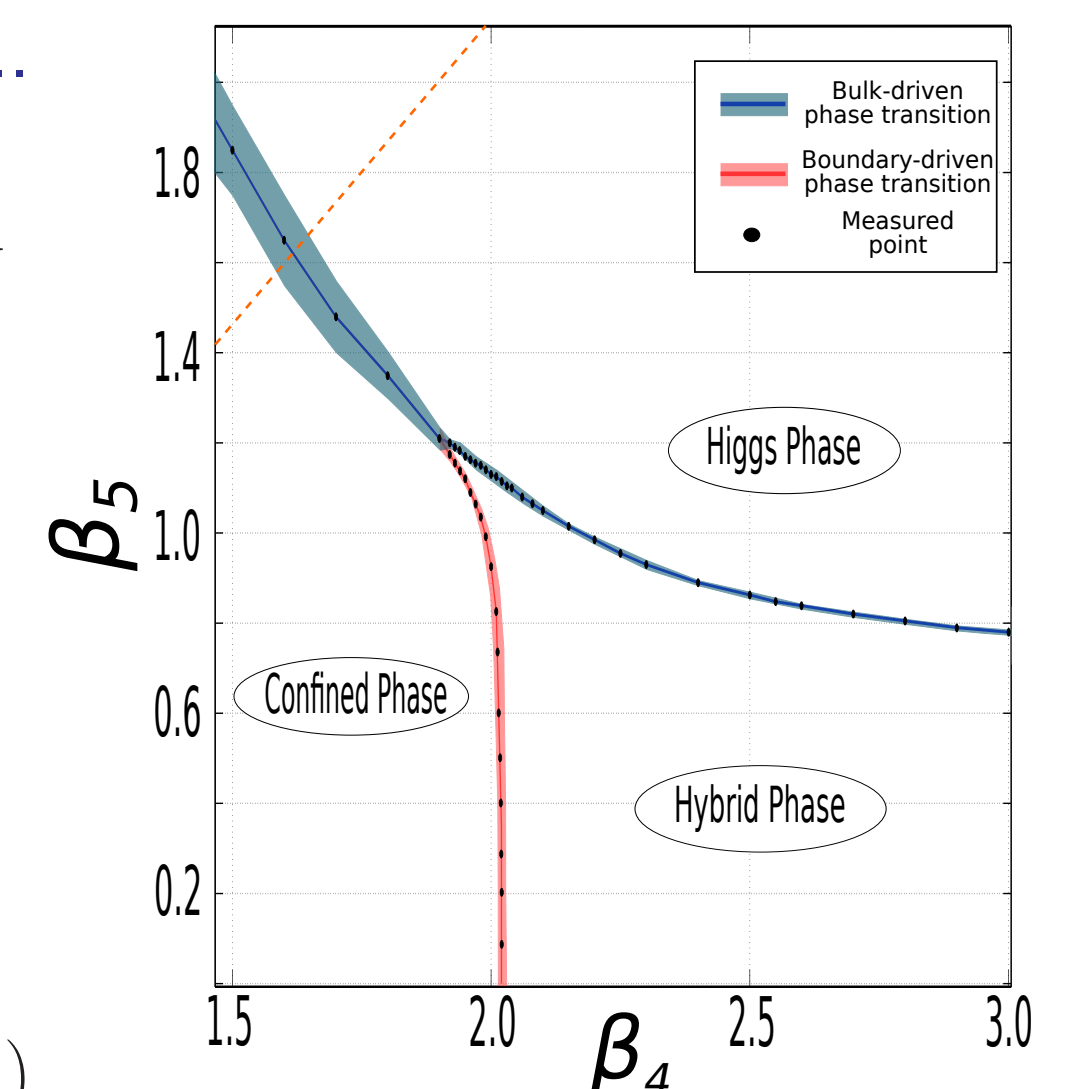 Bulk-driven
phase transition
Boundary-driven
phase transition
Measured
point
1.8
1.4
1.0
0.6
0.2
β5
Higgs Phase
Confined Phase
Hybrid Phase
1.5 2.0 2.5 3.0
β4
)